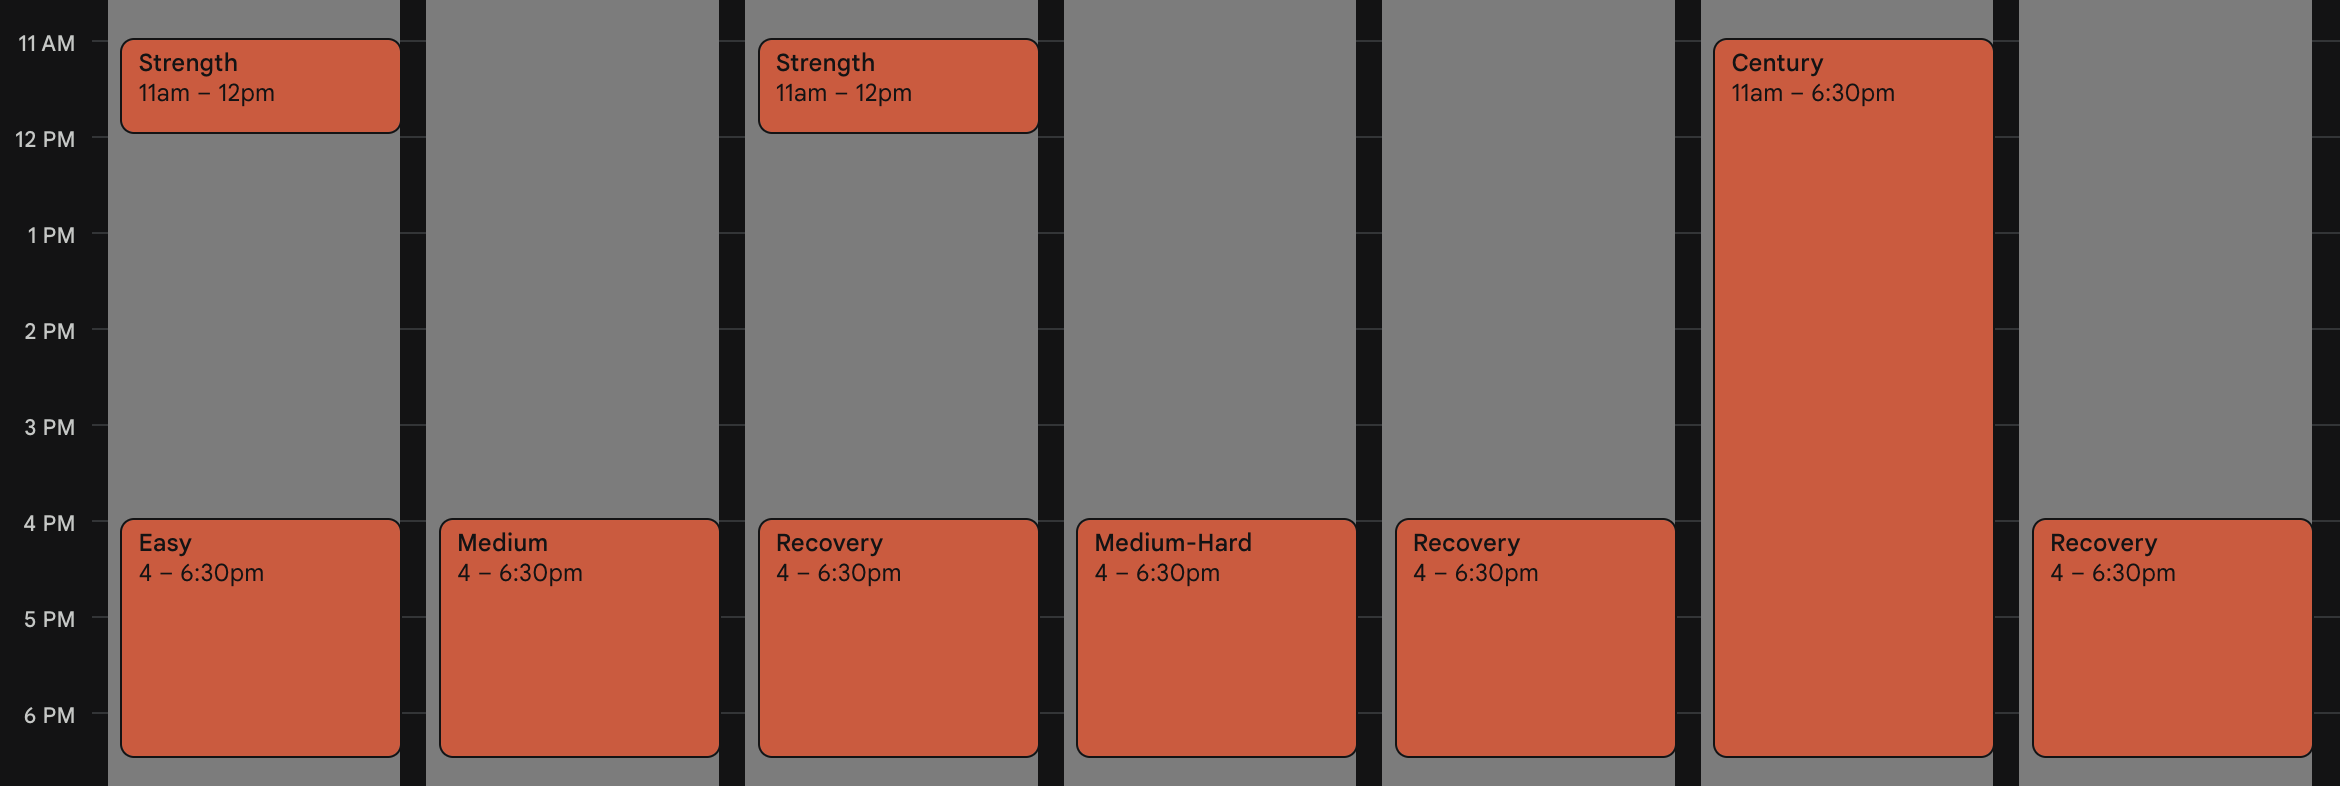 11 AM
12 PM
1 PM
2 PM
3 PM
4 PM
5 PM
6 PM
Strength
11am – 12pm
Easy
4 – 6:30pm
Medium
4 – 6:30pm
Strength
11am – 12pm
Recovery
4 – 6:30pm
Medium-Hard
4 – 6:30pm
Recovery
4 – 6:30pm
Century
11am – 6:30pm
Recovery
4 – 6:30pm